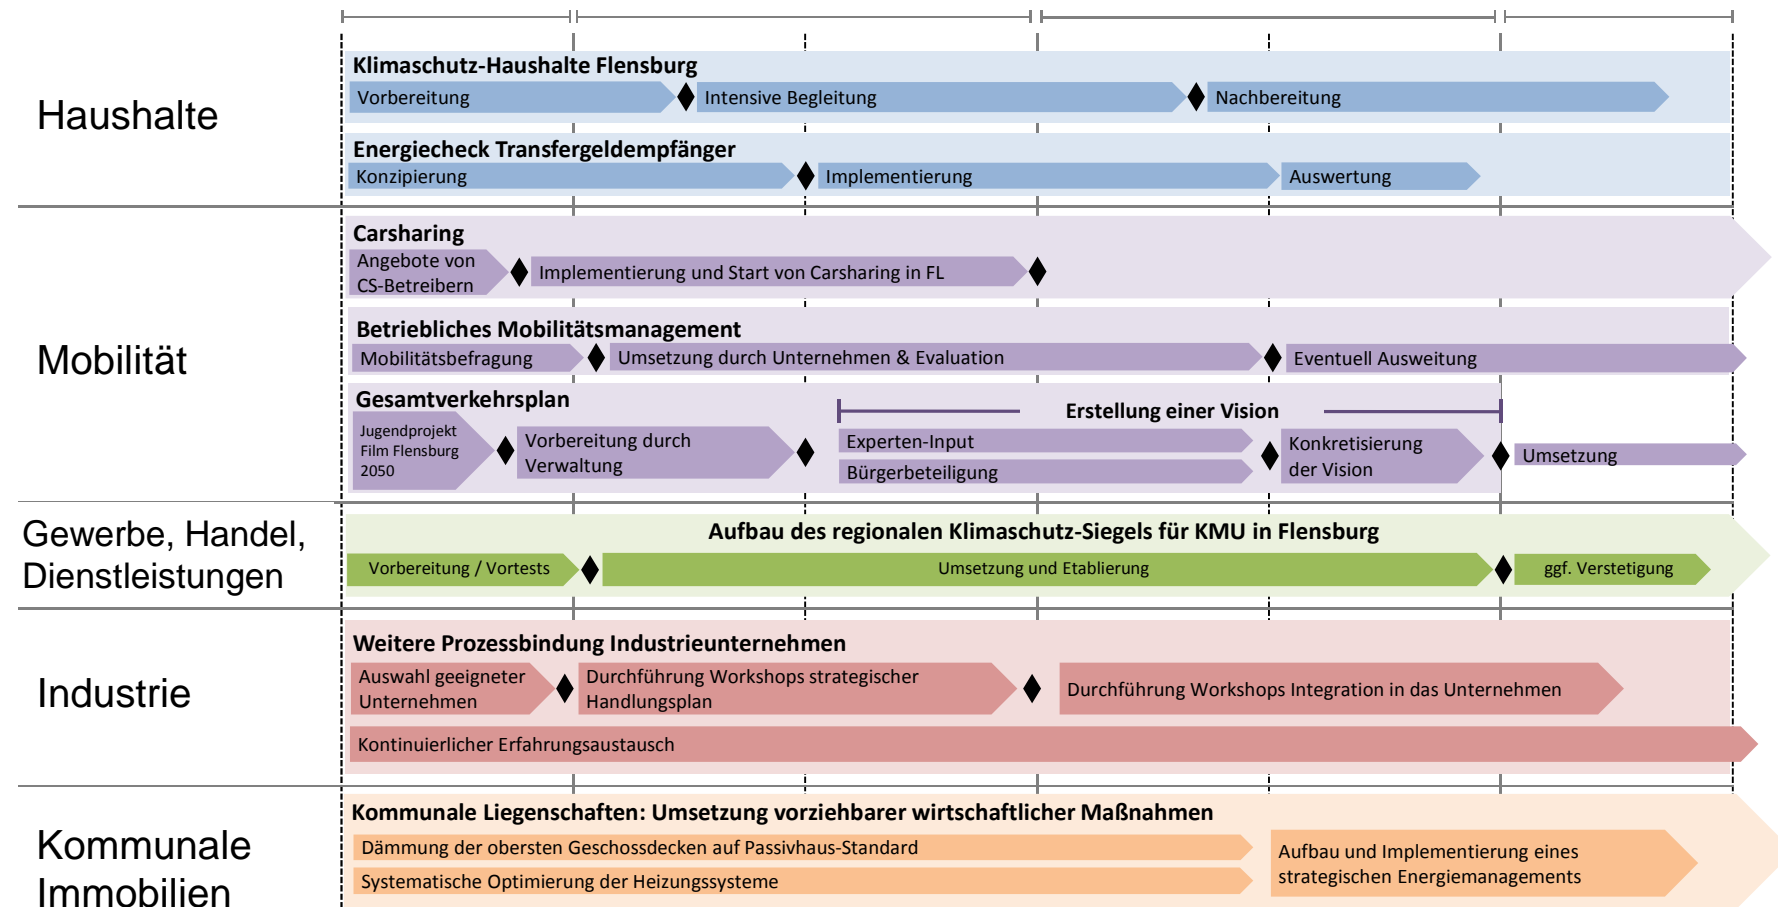 Haushalte
Klimaschutz-Haushalte Flensburg
Vorbereitung
Intensive Begleitung
Nachbereitung
Energiecheck Transfergeldempfänger
Konzipierung
Implementierung
Auswertung
Mobilität
Carsharing
Angebote von
CS-Betreibern
Implementierung und Start von Carsharing in FL
Betriebliches Mobilitätsmanagement
Mobilitätsbefragung
Umsetzung durch Unternehmen & Evaluation
Eventuell Ausweitung
Gesamtverkehrsplan
Jugendprojekt
Film Flensburg
2050
Vorbereitung durch
Verwaltung
Erstellung einer Vision
Experten-Input
Bürgerbeteiligung
Konkretisierung
der Vision
Umsetzung
Gewerbe, Handel,
Dienstleistungen
Aufbau des regionalen Klimaschutz-Siegels für KMU in Flensburg
Vorbereitung / Vortests
Umsetzung und Etablierung
ggf. Verstetigung
Industrie
Weitere Prozessbindung Industrieunternehmen
Auswahl geeigneter
Unternehmen
Durchführung Workshops strategischer
Handlungsplan
Durchführung Workshops Integration in das Unternehmen
Kontinuierlicher Erfahrungsaustausch
Kommunale
Immobilien
Kommunale Liegenschaften: Umsetzung vorziehbarer wirtschaftlicher Maßnahmen
Dämmung der obersten Geschossdecken auf Passivhaus-Standard
Systematische Optimierung der Heizungssysteme
Aufbau und Implementierung eines
strategischen Energiemanagements